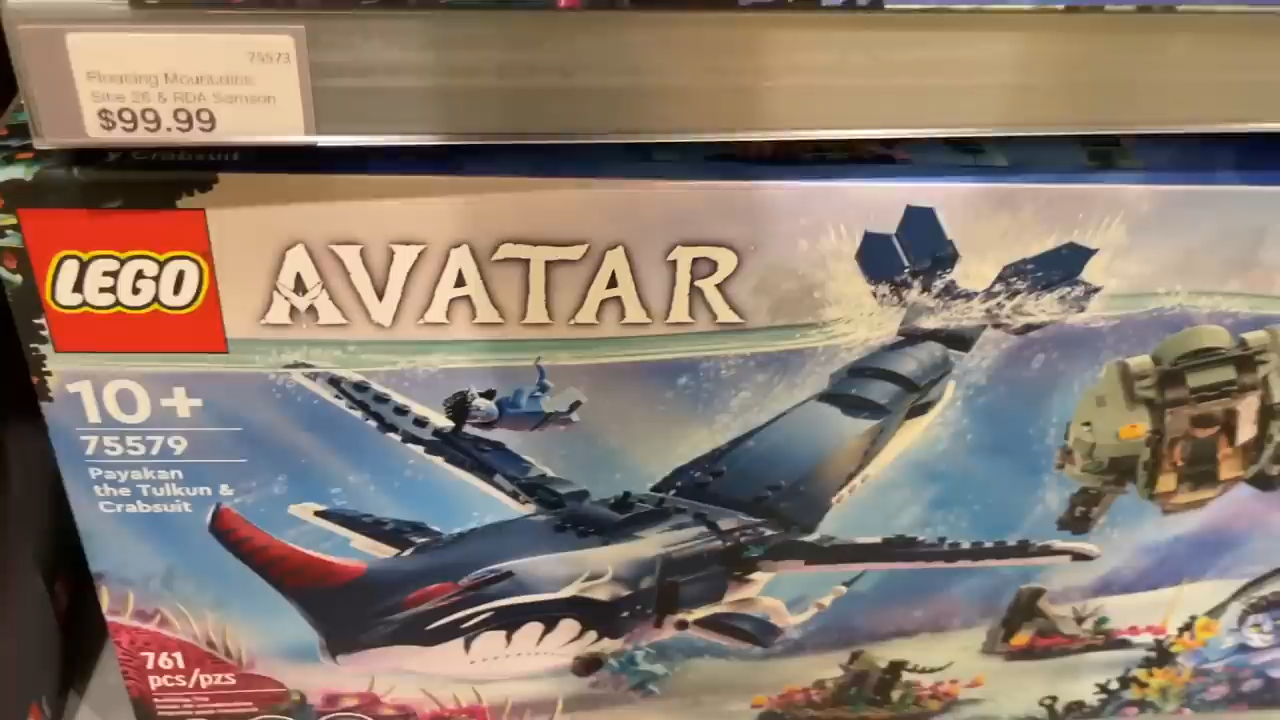 75573
Floating Mountains
Site 26 & RDA Samson
$99.99
Crabsuit
LEGO
AVATAR
10+
75579
Payakan
the Tulkun &
Crabsuit
761
pcs/pzs